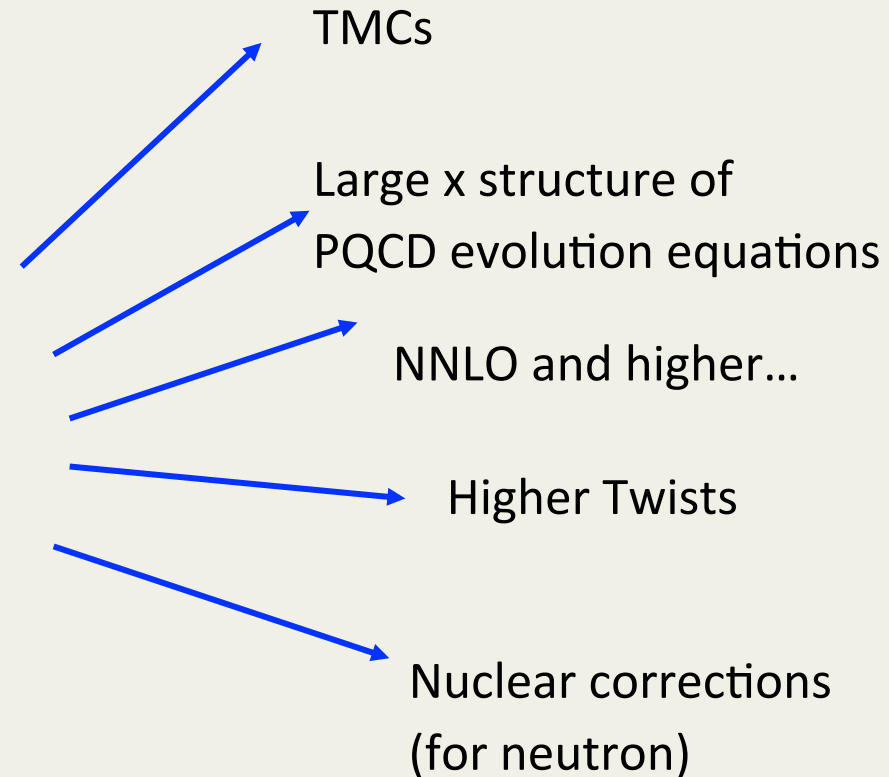 TMCs
Large x structure of
PQCD evolution equations
NNLO and higher…
Higher Twists
Nuclear corrections
(for neutron)